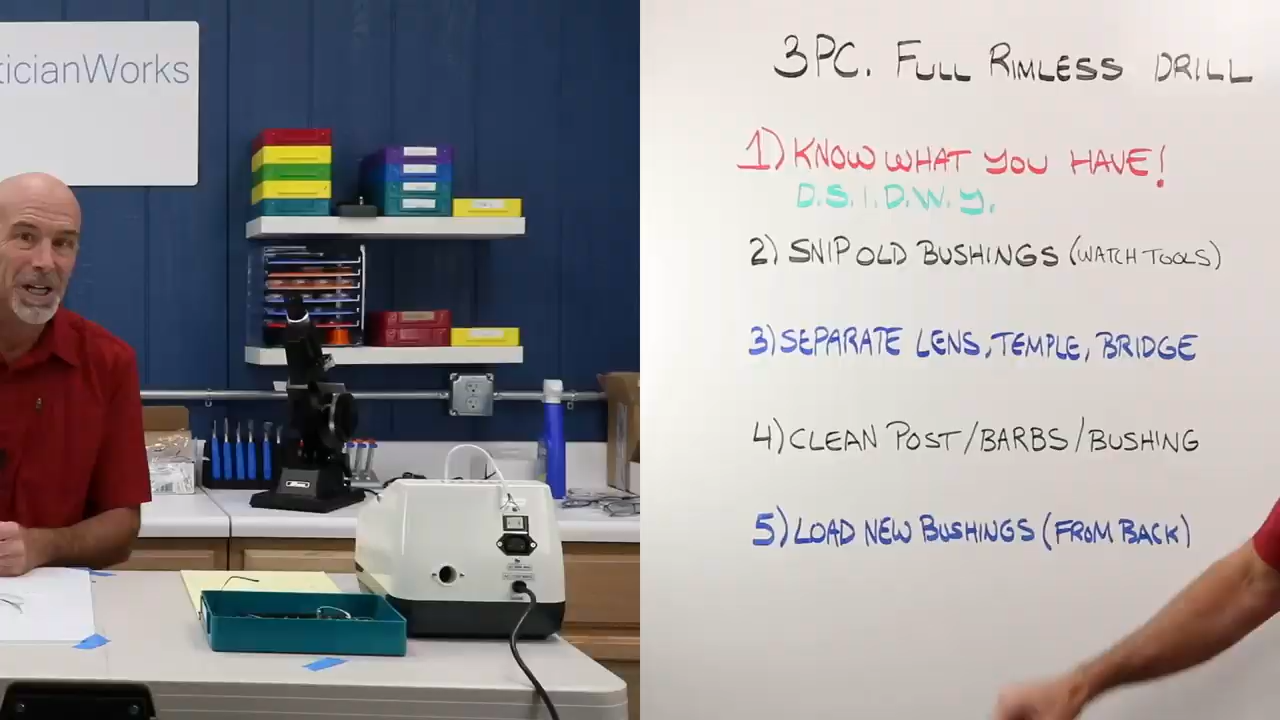 ticianWorks
3PC. FULL RIMLESS DRILL
1) KNOW WHAT YOU HAVE!
D.S.I.D.W.Y.
2) SNIP OLD BUSHINGS (WATCH TOOLS)
3) SEPARATE LENS, TEMPLE, BRIDGE
4) CLEAN POST/BARBS/BUSHING
5) LOAD NEW BUSHINGS (FROM BACK)